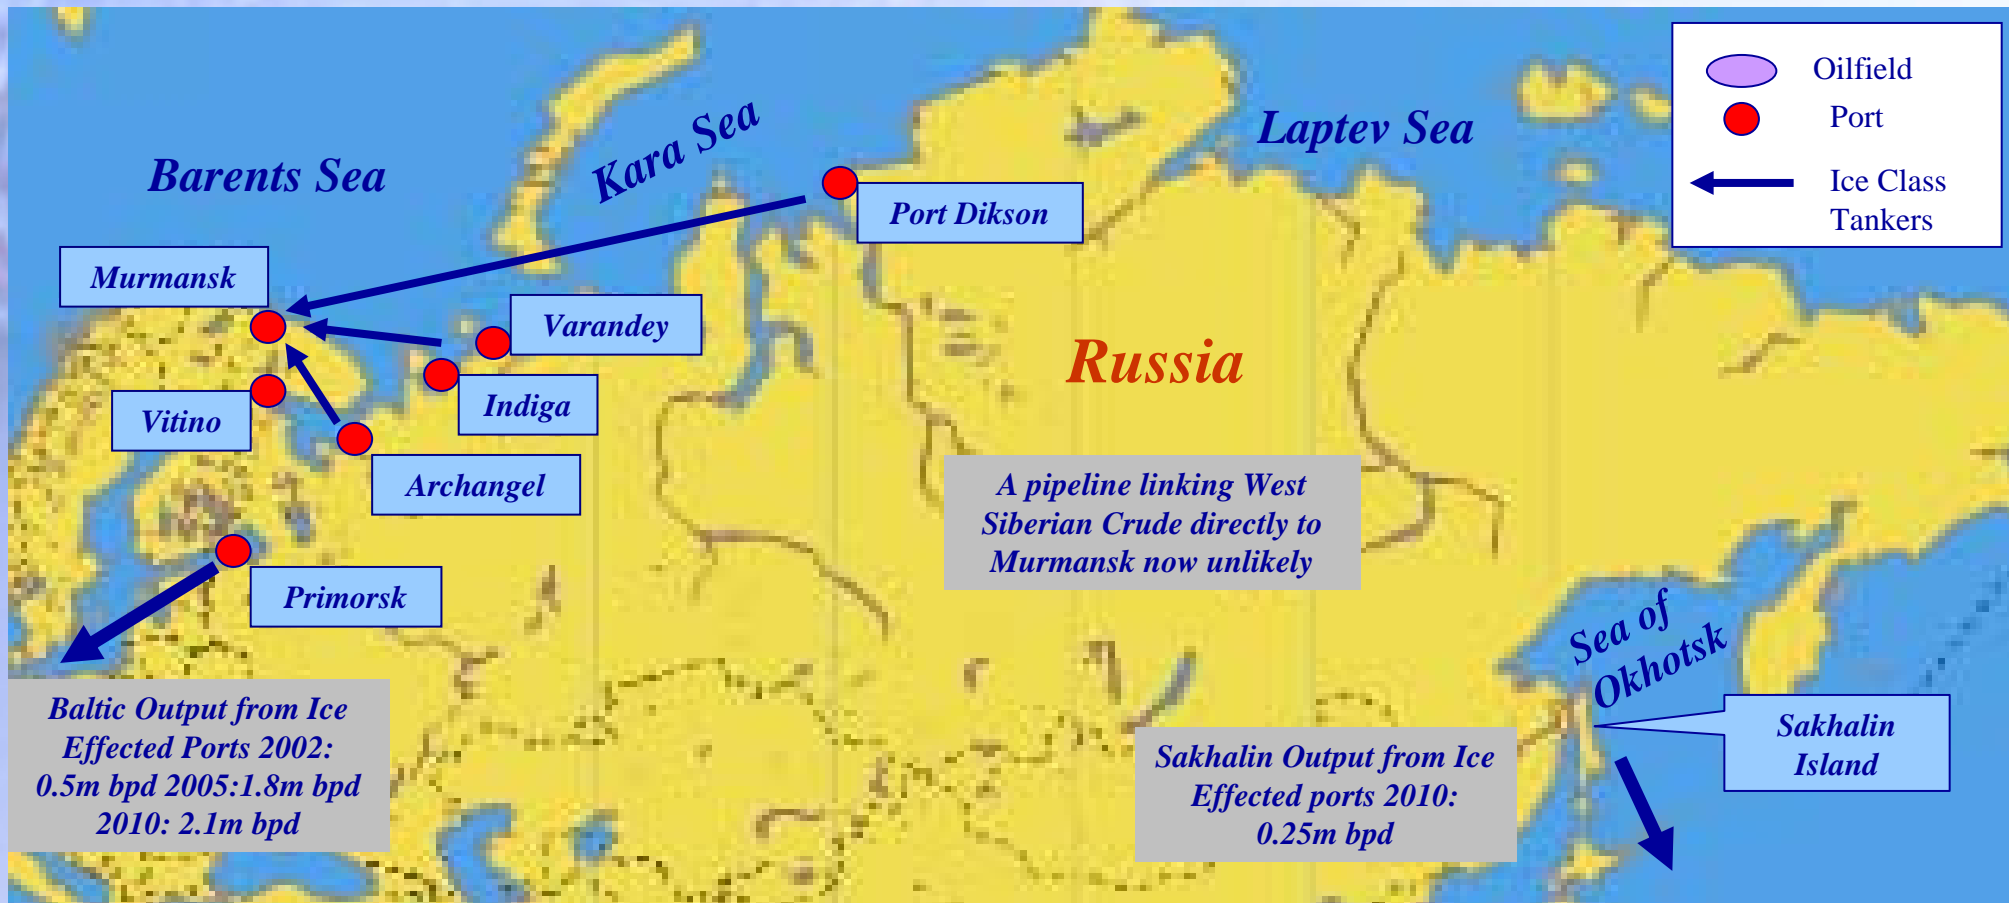 Oilfield
Port
Ice Class
Tankers
Barents Sea
Kara Sea
Laptev Sea
Port Dikson
Murmansk
Varandey
Indiga
Vitino
Archangel
Russia
Primorsk
A pipeline linking West
Siberian Crude directly to
Murmansk now unlikely
Sea of
Okhotsk
Baltic Output from Ice
Effected Ports 2002:
0.5m bpd 2005:1.8m bpd
2010: 2.1m bpd
Sakhalin Output from Ice
Effected ports 2010:
0.25m bpd
Sakhalin
Island